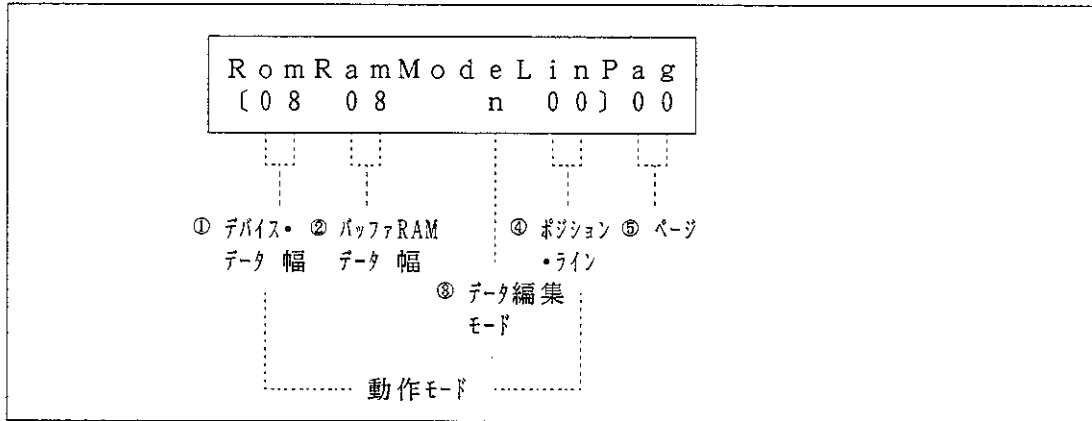 RomRamModeLinPag
[08 08 n 00] 00
① デバイス・ ② バッファRAM ④ ポジション ⑤ ページ
データ 幅 データ 幅 ・ライン
③ データ編集
モード
動作モード